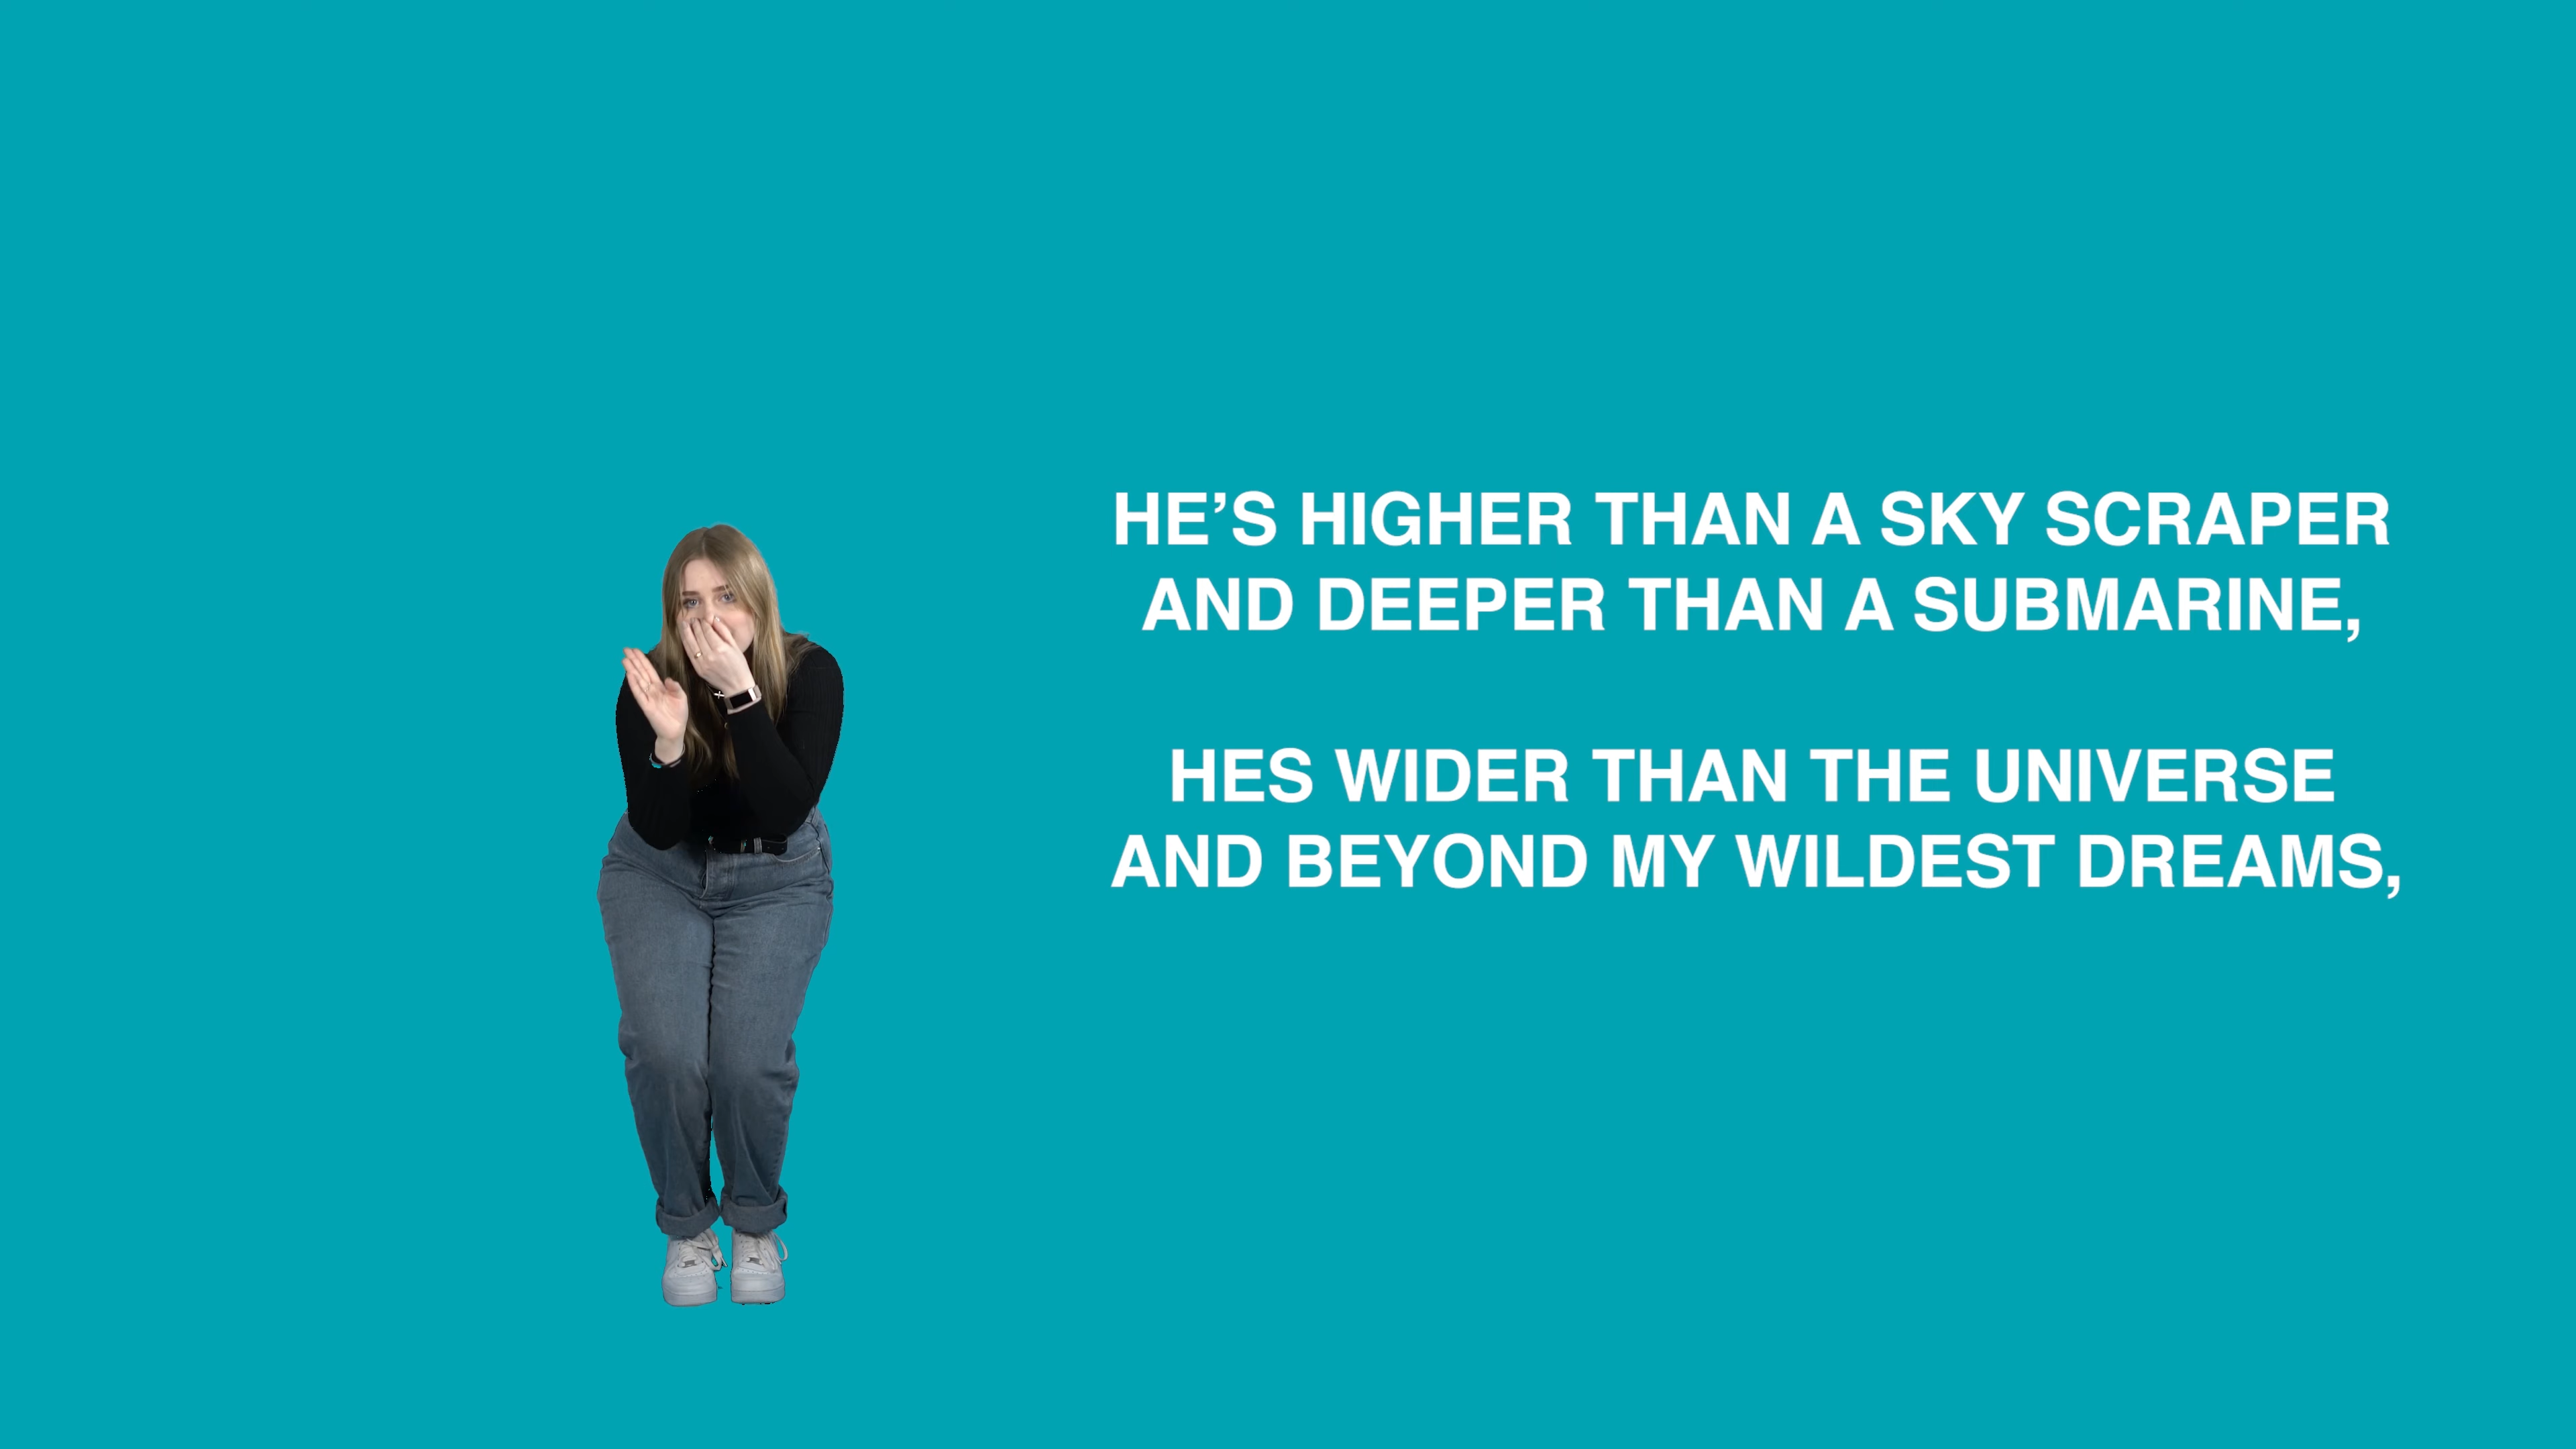 HE’S HIGHER THAN A SKY SCRAPER
AND DEEPER THAN A SUBMARINE,
HES WIDER THAN THE UNIVERSE
AND BEYOND MY WILDEST DREAMS,